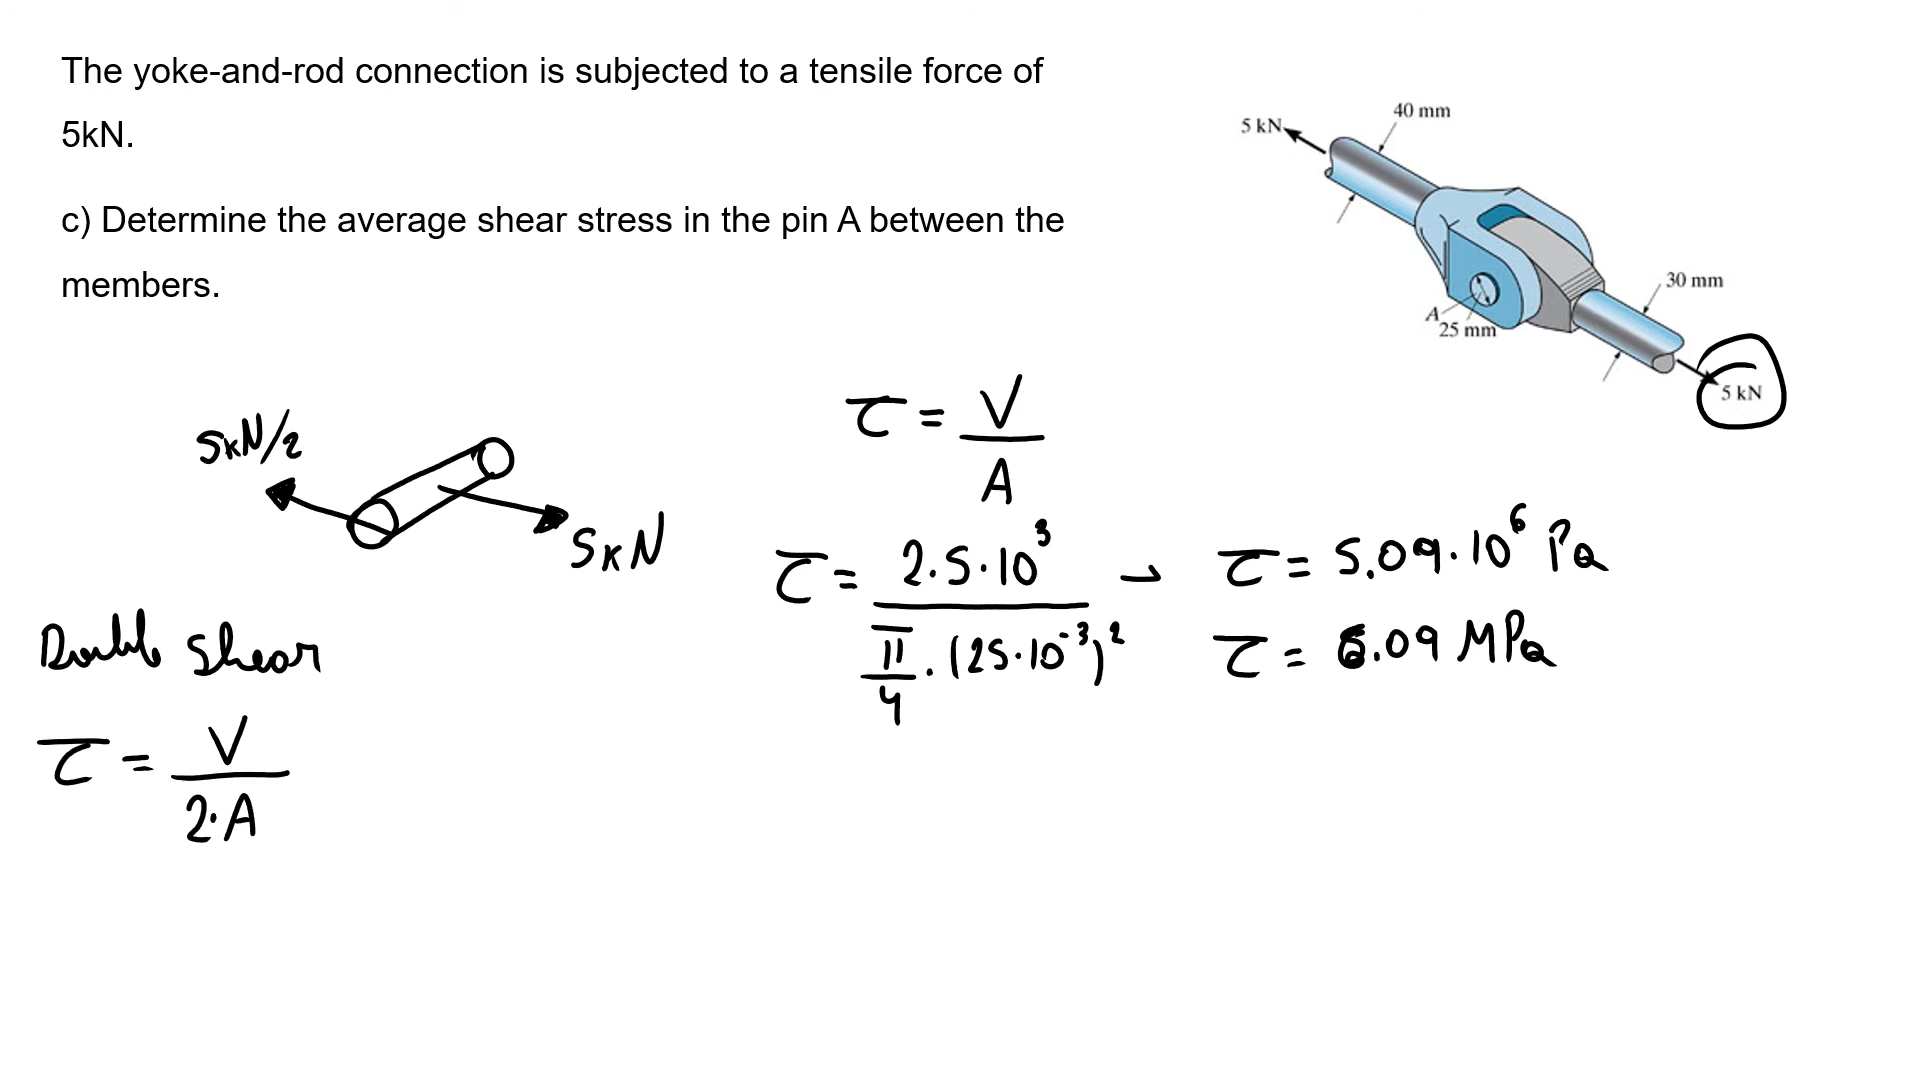 The yoke-and-rod connection is subjected to a tensile force of
5kN.
c) Determine the average shear stress in the pin A between the
members.
5 kN
40 mm
30 mm
A
25 mm
5 kN
5kN/2
5kN
Double shear
τ = V / 2·A
τ = V / A
τ = 2.5·10³ / π/4 · (25·10⁻³)² → τ = 5.09·10⁶ Pa
τ = 5.09 MPa